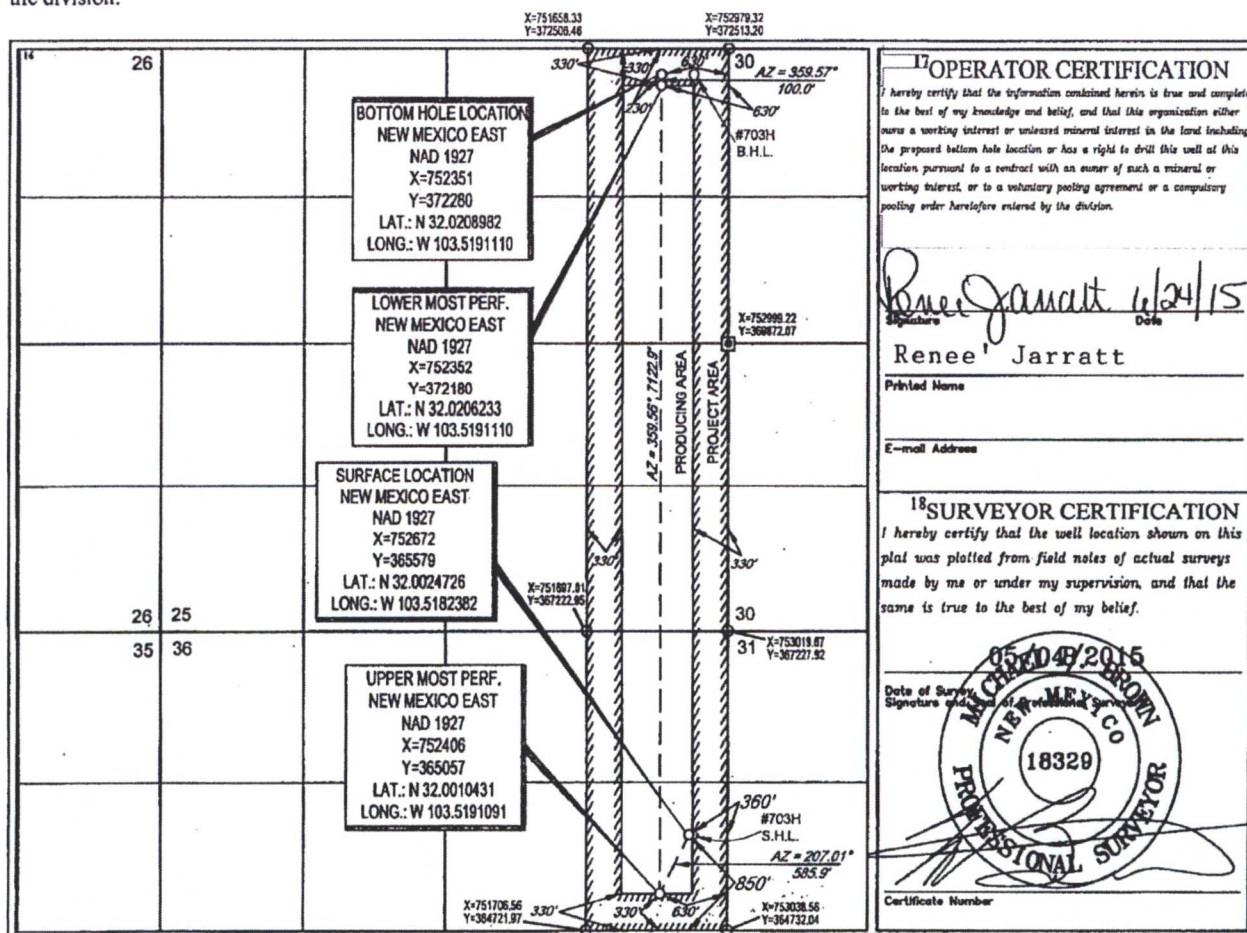 the division.
X=751658.33
Y=372506.46
X=752979.32
Y=372513.20
16
26
330'
330'
630'
30
AZ = 359.57°
100.0'
230'
630'
#703H
B.H.L.
BOTTOM HOLE LOCATION
NEW MEXICO EAST
NAD 1927
X=752351
Y=372280
LAT.: N 32.0208982
LONG.: W 103.5191110
LOWER MOST PERF.
NEW MEXICO EAST
NAD 1927
X=752352
Y=372180
LAT.: N 32.0206233
LONG.: W 103.5191110
X=752999.22
Y=369872.07
AZ = 359.56°, 7122.9'
PRODUCING AREA
PROJECT AREA
SURFACE LOCATION
NEW MEXICO EAST
NAD 1927
X=752672
Y=365579
LAT.: N 32.0024726
LONG.: W 103.5182382
330'
330'
330'
X=751697.01
Y=367222.95
26 25
35 36
30
31
X=753019.67
Y=367227.92
UPPER MOST PERF.
NEW MEXICO EAST
NAD 1927
X=752406
Y=365057
LAT.: N 32.0010431
LONG.: W 103.5191091
360'
#703H
S.H.L.
AZ = 207.01°
585.9'
850'
X=751706.56
Y=364721.97
330'
330'
630'
X=753038.56
Y=364732.04
17 OPERATOR CERTIFICATION
I hereby certify that the information contained herein is true and complete
to the best of my knowledge and belief, and that this organization either
owns a working interest or unleased mineral interest in the land including
the proposed bottom hole location or has a right to drill this well at this
location pursuant to a contract with an owner of such a mineral or
working interest, or to a voluntary pooling agreement or a compulsory
pooling order heretofore entered by the division.
Renee Jarratt 6/24/15
Signature Date
Renee' Jarratt
Printed Name
E-mail Address
18 SURVEYOR CERTIFICATION
I hereby certify that the well location shown on this
plat was plotted from field notes of actual surveys
made by me or under my supervision, and that the
same is true to the best of my belief.
05/04/2015
Date of Survey
Signature and Seal of Professional Surveyor
MICHAEL B. BROWN
NEW MEXICO
18329
PROFESSIONAL SURVEYOR
Certificate Number